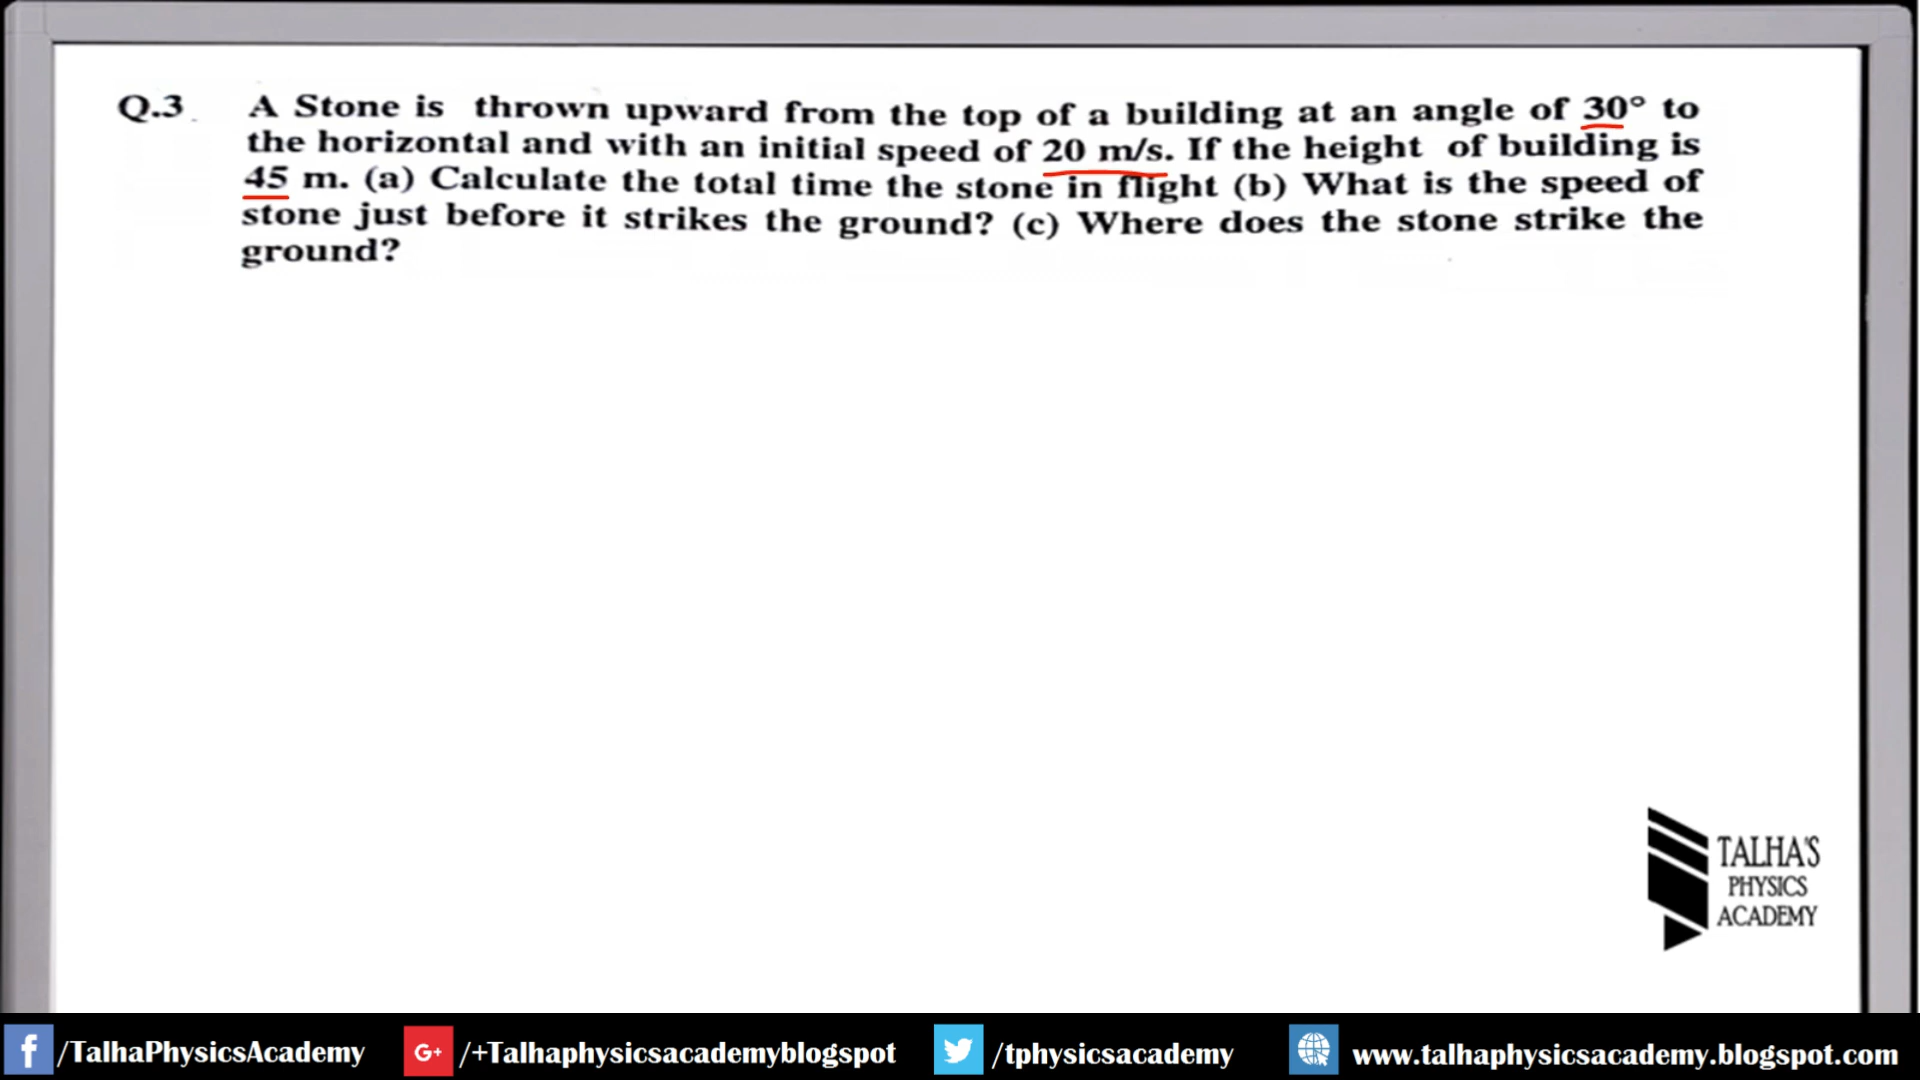 Q.3 A Stone is thrown upward from the top of a building at an angle of 30° to
the horizontal and with an initial speed of 20 m/s. If the height of building is
45 m. (a) Calculate the total time the stone in flight (b) What is the speed of
stone just before it strikes the ground? (c) Where does the stone strike the
ground?
TALHA'S
PHYSICS
ACADEMY
f /TalhaPhysicsAcademy G+ /+Talhaphysicsacademyblogspot /tphysicsacademy www.talhaphysicsacademy.blogspot.com